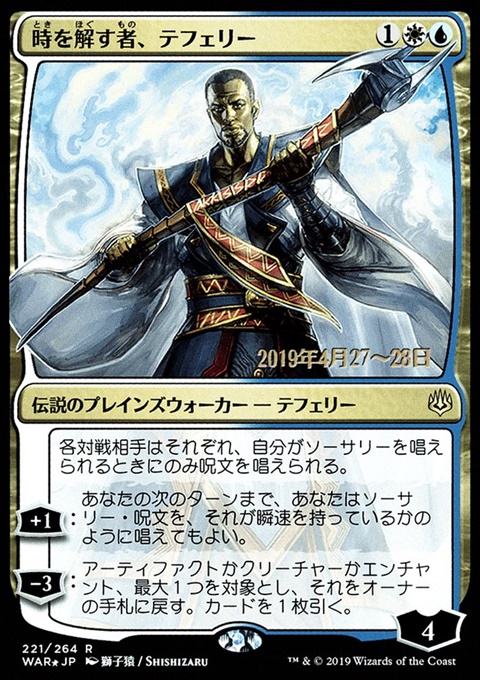 とき ほぐ もの
時を解す者、テフェリー 1
2019年4月27~28日
伝説のプレインズウォーカー — テフェリー
各対戦相手はそれぞれ、自分がソーサリーを唱え
られるときにのみ呪文を唱えられる。
+1 : あなたの次のターンまで、あなたはソーサ
リー・呪文を、それが瞬速を持っているかの
ように唱えてもよい。
-3 : アーティファクトかクリーチャーかエンチャ
ント、最大1つを対象とし、それをオーナー
の手札に戻す。カードを1枚引く。
4
221/264 R
WAR★JP 獅子猿/SHISHIZARU
™ & © 2019 Wizards of the Coast